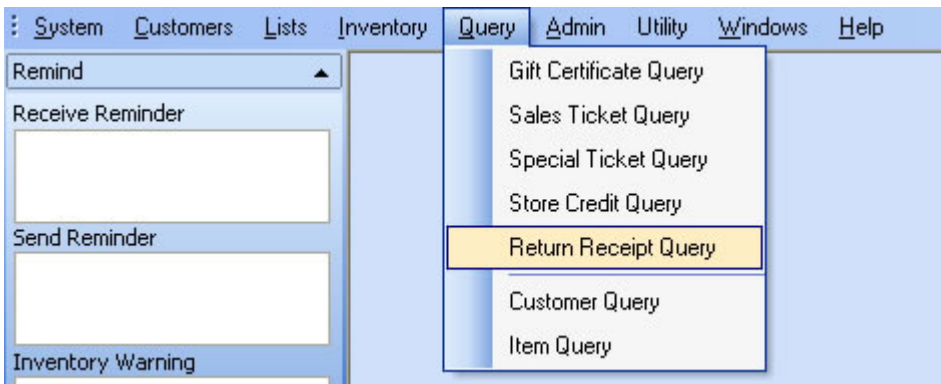 System Customers Lists Inventory Query Admin Utility Windows Help
Remind
Receive Reminder
Send Reminder
Inventory Warning
Gift Certificate Query
Sales Ticket Query
Special Ticket Query
Store Credit Query
Return Receipt Query
Customer Query
Item Query